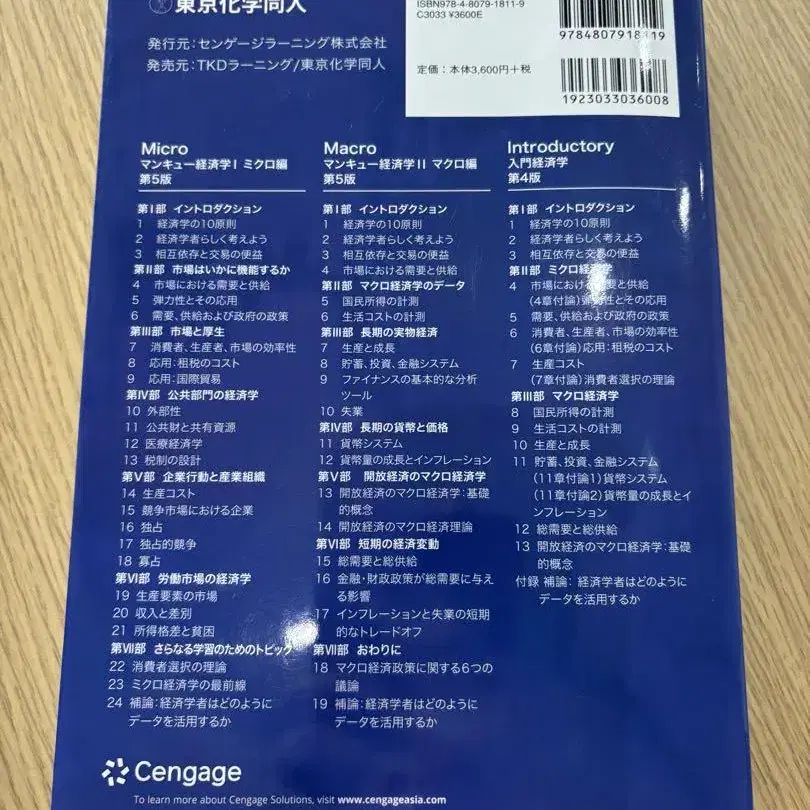 東京化学同人
発行元:センゲージラーニング株式会社
発売元:TKDラーニング/東京化学同人
ISBN978-4-8079-1811-9
C3033 ¥3600E
定価:本体3,600円+税
9784807918119
1923033036008
Micro
マンキュー経済学I ミクロ編
第5版
第I部 イントロダクション
1 経済学の10原則
2 経済学者らしく考えよう
3 相互依存と交易の便益
第II部 市場はいかに機能するか
4 市場における需要と供給
5 弾力性とその応用
6 需要、供給および政府の政策
第III部 市場と厚生
7 消費者、生産者、市場の効率性
8 応用:租税のコスト
9 応用:国際貿易
第IV部 公共部門の経済学
10 外部性
11 公共財と共有資源
12 医療経済学
13 税制の設計
第V部 企業行動と産業組織
14 生産コスト
15 競争市場における企業
16 独占
17 独占的競争
18 寡占
第VI部 労働市場の経済学
19 生産要素の市場
20 収入と差別
21 所得格差と貧困
第VII部 さらなる学習のためのトピック
22 消費者選択の理論
23 ミクロ経済学の最前線
24 補論:経済学者はどのように
データを活用するか
Macro
マンキュー経済学II マクロ編
第5版
第I部 イントロダクション
1 経済学の10原則
2 経済学者らしく考えよう
3 相互依存と交易の便益
4 市場における需要と供給
第II部 マクロ経済学のデータ
5 国民所得の計測
6 生活コストの計測
第III部 長期の実物経済
7 生産と成長
8 貯蓄、投資、金融システム
9 ファイナンスの基本的な分析
ツール
10 失業
第IV部 長期の貨幣と価格
11 貨幣システム
12 貨幣量の成長とインフレーション
第V部 開放経済のマクロ経済学
13 開放経済のマクロ経済学:基礎
的概念
14 開放経済のマクロ経済理論
第VI部 短期の経済変動
15 総需要と総供給
16 金融・財政政策が総需要に与え
る影響
17 インフレーションと失業の短期
的なトレードオフ
第VII部 おわりに
18 マクロ経済政策に関する6つの
議論
19 補論:経済学者はどのように
データを活用するか
Introductory
入門経済学
第4版
第I部 イントロダクション
1 経済学の10原則
2 経済学者らしく考えよう
3 相互依存と交易の便益
第II部 ミクロ経済学
4 市場における需要と供給
(4章付論)弾力性とその応用
5 需要、供給および政府の政策
6 消費者、生産者、市場の効率性
(6章付論)応用:租税のコスト
7 生産コスト
(7章付論)消費者選択の理論
第III部 マクロ経済学
8 国民所得の計測
9 生活コストの計測
10 生産と成長
11 貯蓄、投資、金融システム
(11章付論1)貨幣システム
(11章付論2)貨幣量の成長とイ
ンフレーション
12 総需要と総供給
13 開放経済のマクロ経済学:基礎
的概念
付録 補論: 経済学者はどのように
データを活用するか
Cengage
To learn more about Cengage Solutions, visit www.cengageasia.com